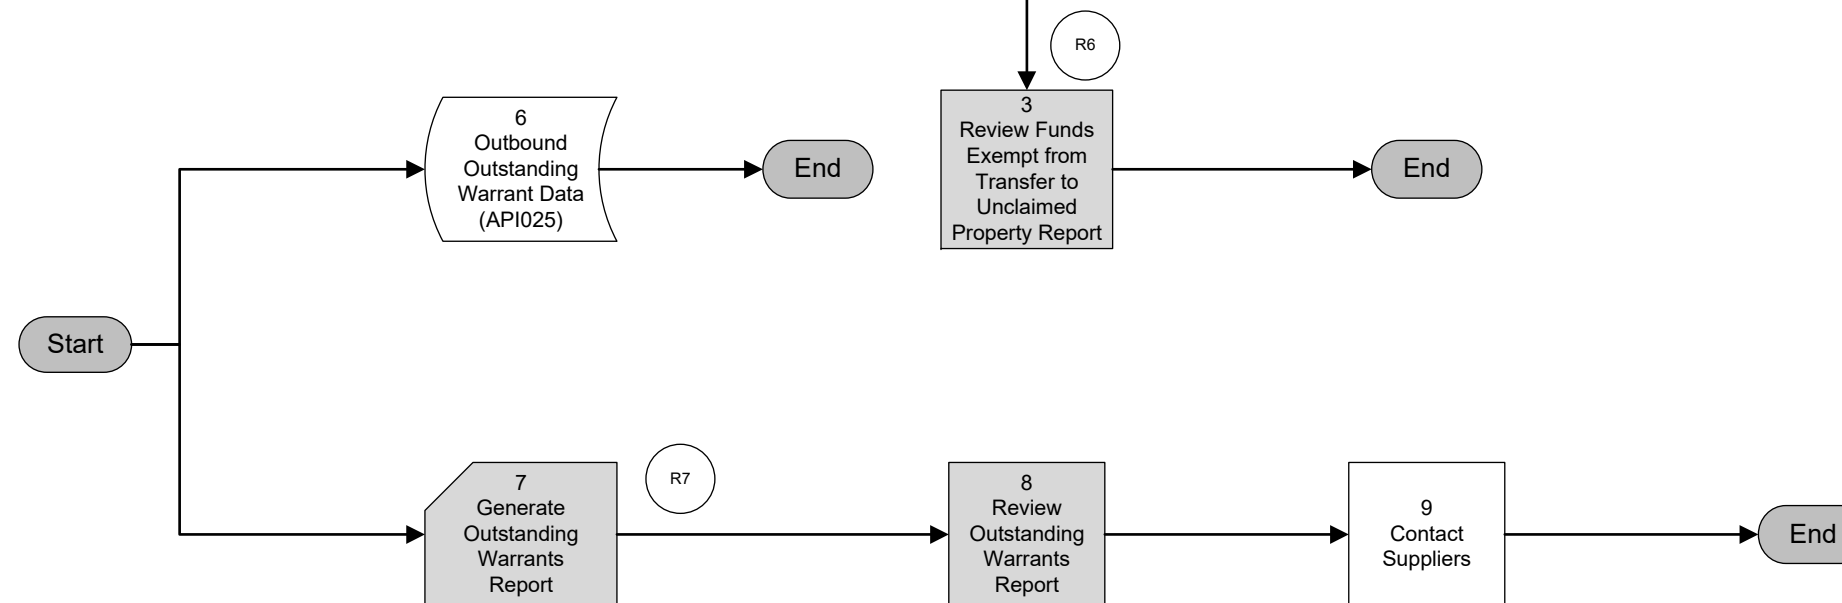 R6
6
Outbound
Outstanding
Warrant Data
(API025)
End
3
Review Funds
Exempt from
Transfer to
Unclaimed
Property Report
End
Start
7
Generate
Outstanding
Warrants
Report
R7
8
Review
Outstanding
Warrants
Report
9
Contact
Suppliers
End